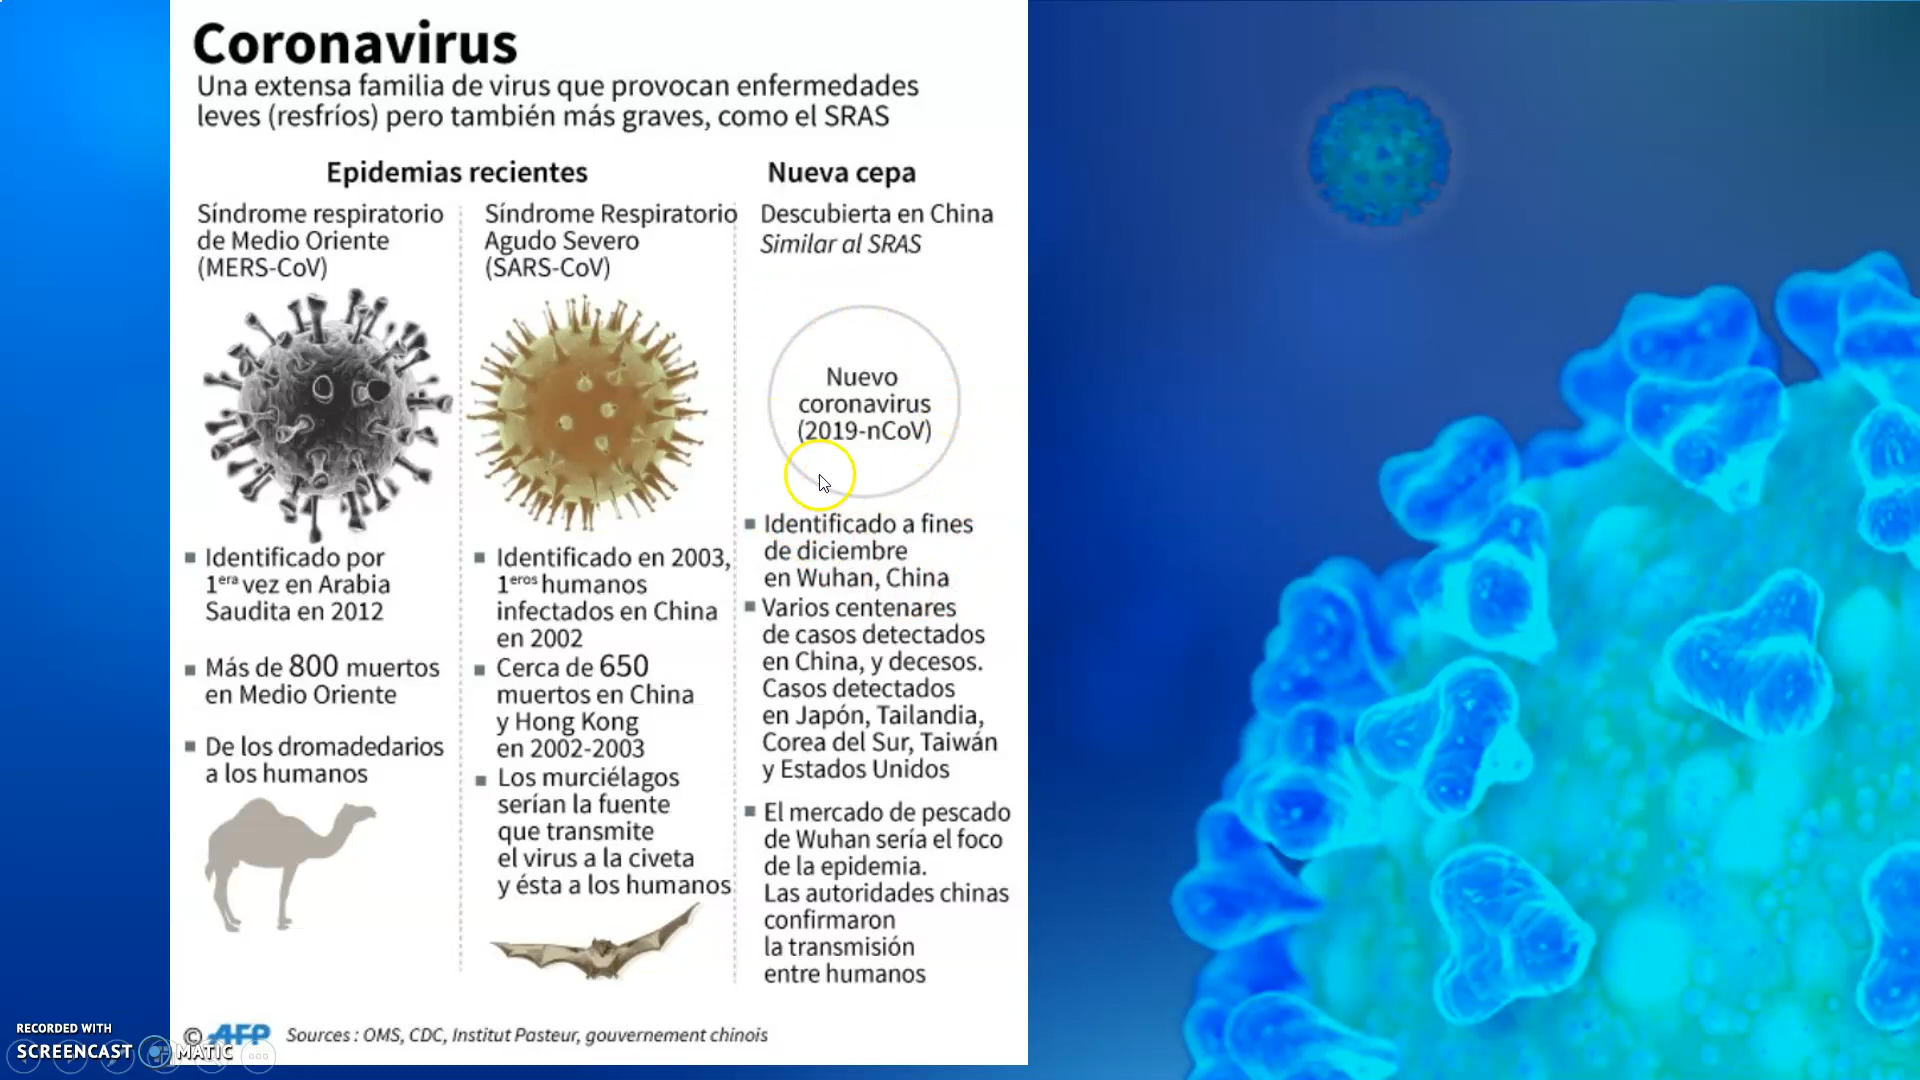 Coronavirus
Una extensa familia de virus que provocan enfermedades
leves (resfríos) pero también más graves, como el SRAS
Epidemias recientes
Síndrome respiratorio
de Medio Oriente
(MERS-CoV)
Identificado por
1era vez en Arabia
Saudita en 2012
Más de 800 muertos
en Medio Oriente
De los dromadedarios
a los humanos
Síndrome Respiratorio
Agudo Severo
(SARS-CoV)
Identificado en 2003,
1eros humanos
infectados en China
en 2002
Cerca de 650
muertos en China
y Hong Kong
en 2002-2003
Los murciélagos
serían la fuente
que transmite
el virus a la civeta
y ésta a los humanos
Nueva cepa
Descubierta en China
Similar al SRAS
Nuevo
coronavirus
(2019-nCoV)
Identificado a fines
de diciembre
en Wuhan, China
Varios centenares
de casos detectados
en China, y decesos.
Casos detectados
en Japón, Tailandia,
Corea del Sur, Taiwán
y Estados Unidos
El mercado de pescado
de Wuhan sería el foco
de la epidemia.
Las autoridades chinas
confirmaron
la transmisión
entre humanos
© AFP Sources : OMS, CDC, Institut Pasteur, gouvernement chinois
RECORDED WITH
SCREENCAST MATIC